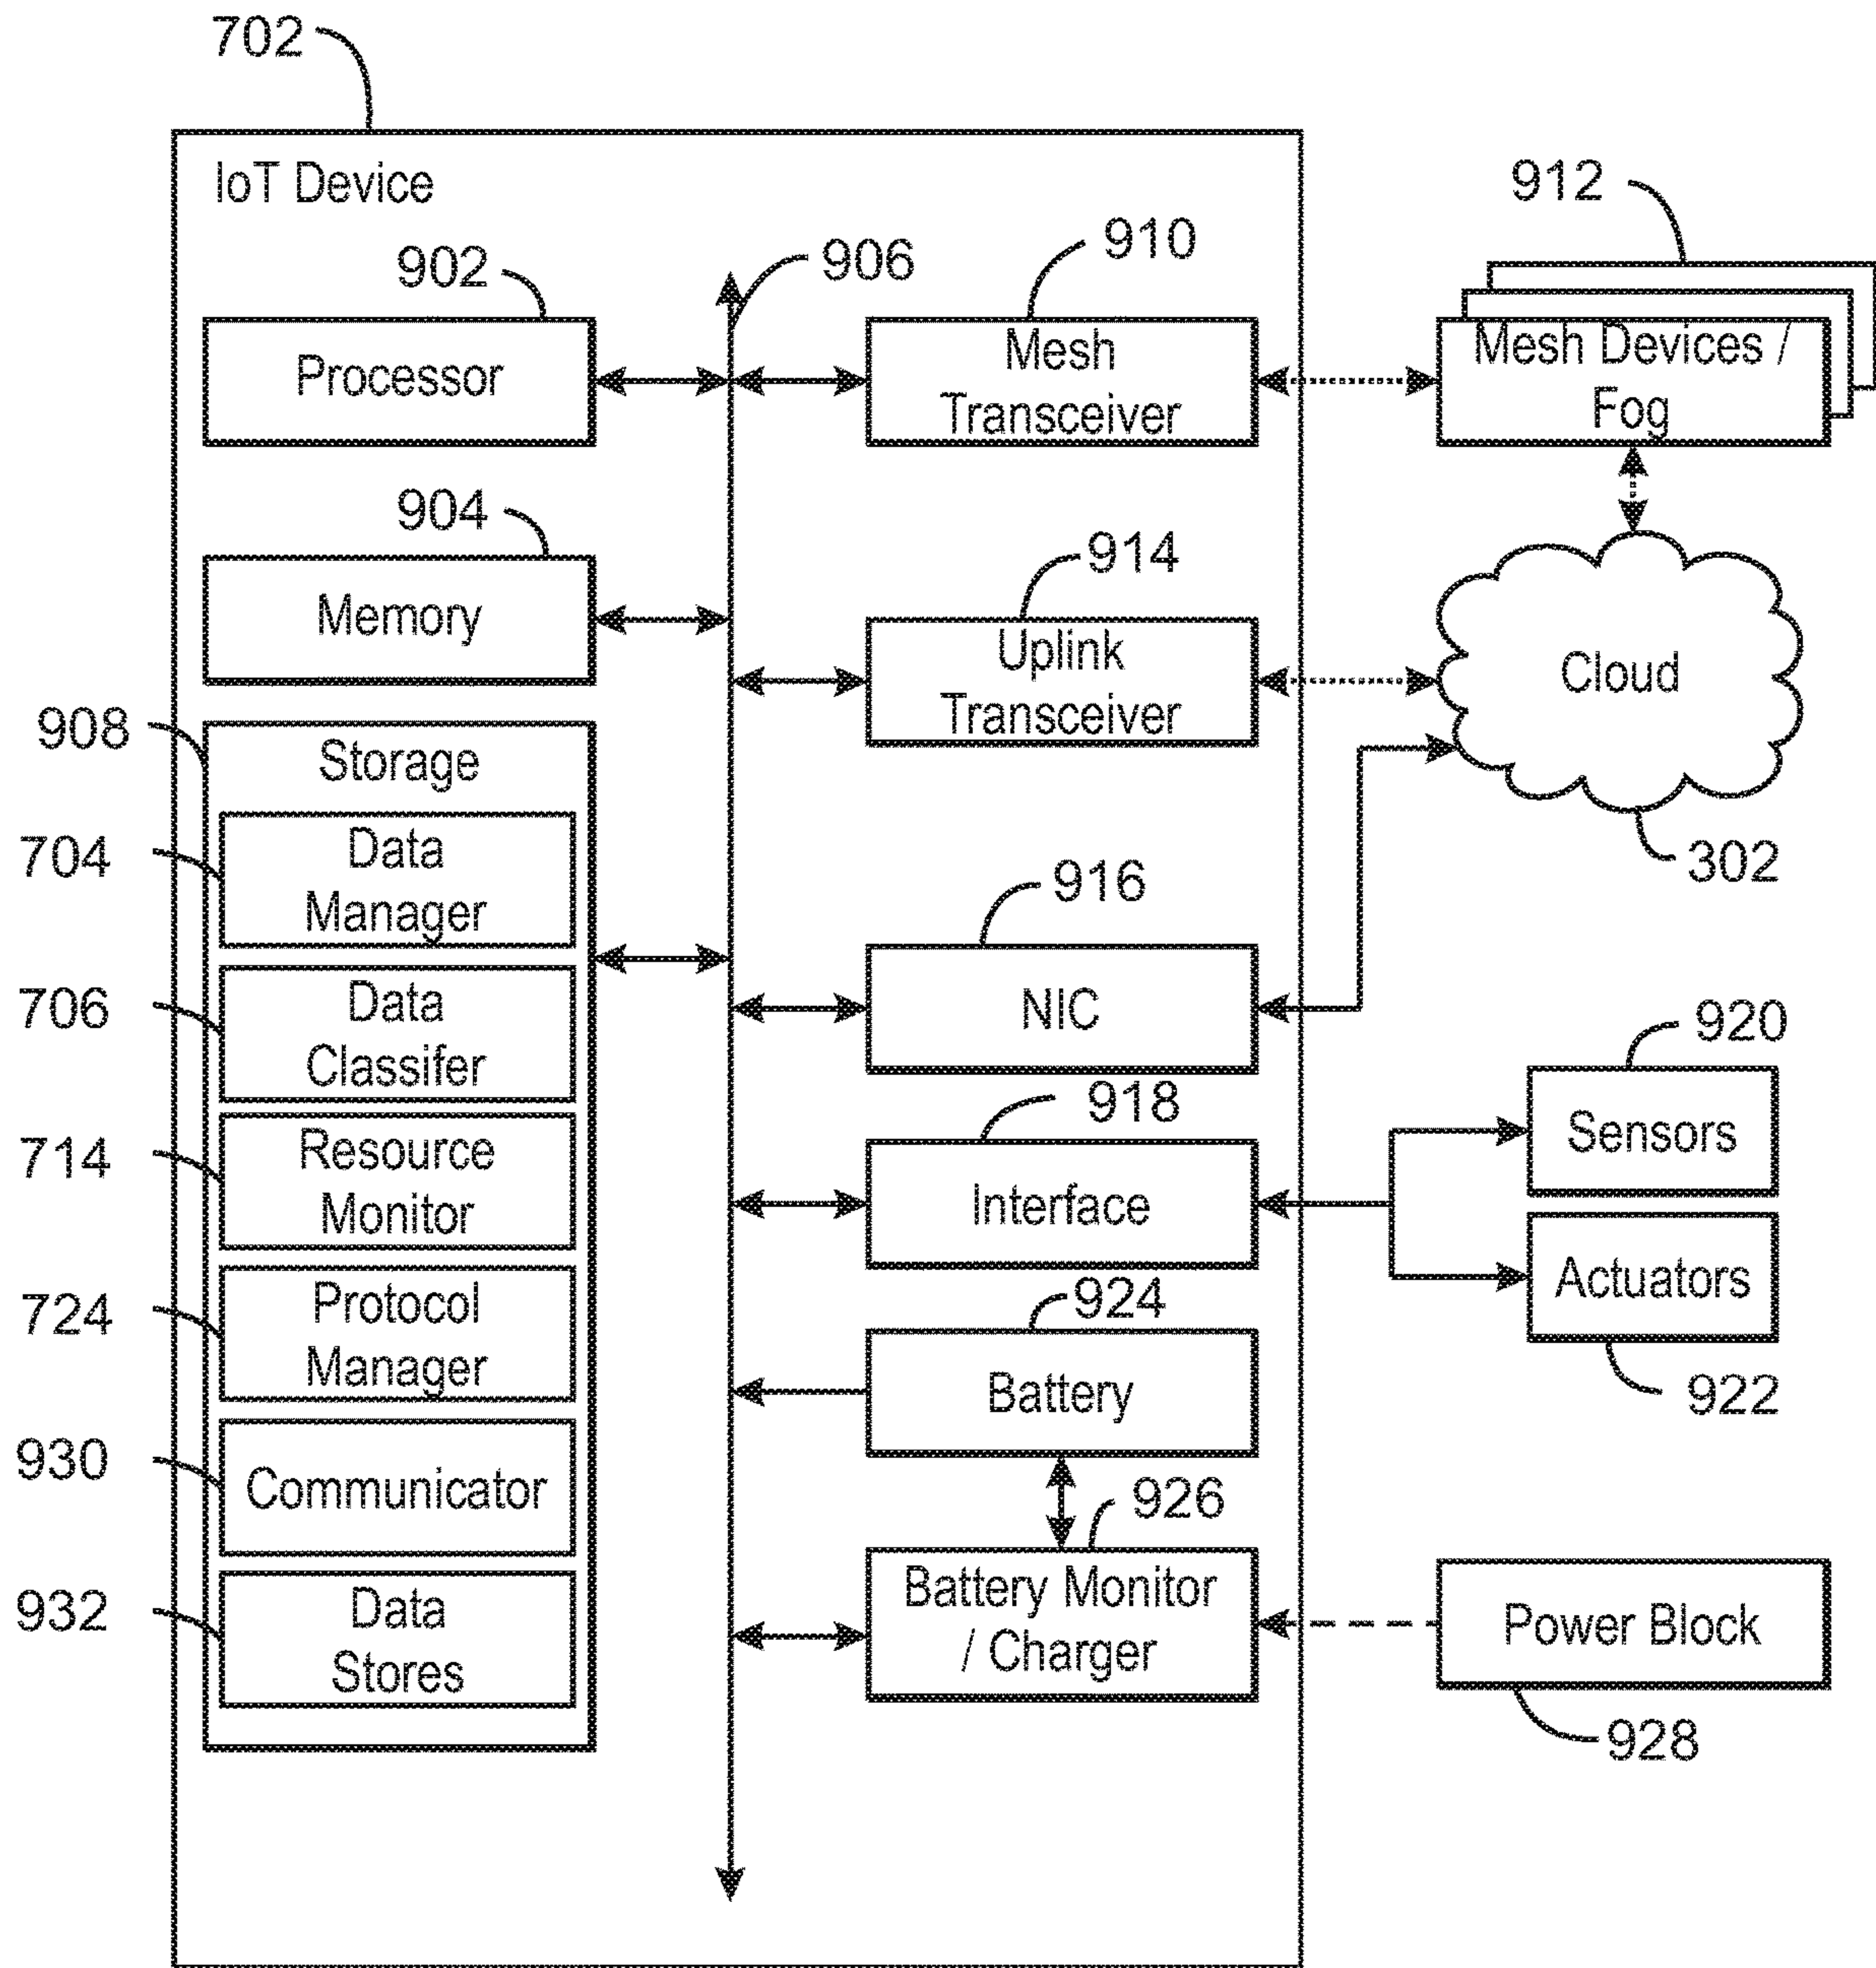 702
IoT Device
912
910
906
902
Processor
Mesh
Transceiver
Mesh Devices /
Fog
904
Memory
914
Uplink
Transceiver
Cloud
302
908
Storage
704
Data
Manager
916
NIC
706
Data
Classifer
920
Sensors
918
Interface
714
Resource
Monitor
Actuators
922
724
Protocol
Manager
924
Battery
930
Communicator
926
Battery Monitor
/ Charger
Power Block
928
932
Data
Stores